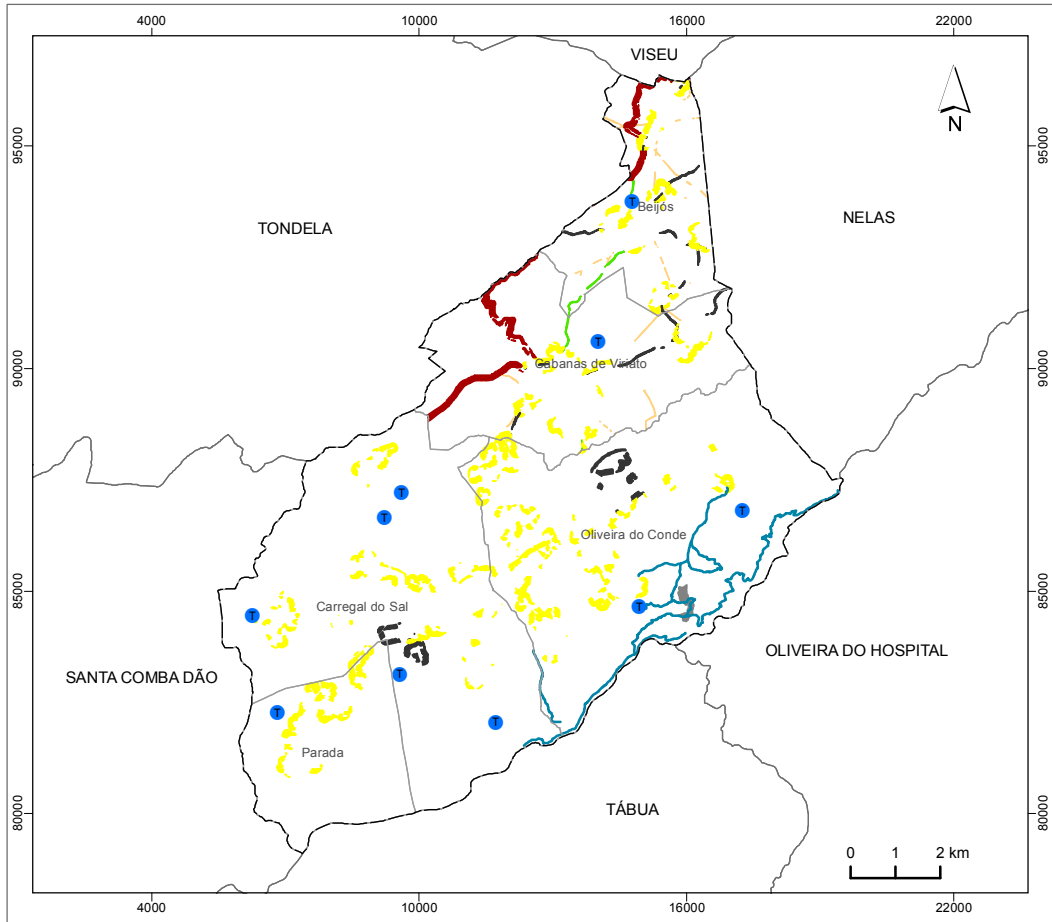 4000 10000 16000 22000
VISEU
N
95000 95000
T
Beijós
TONDELA
NELAS
T
Cabanas de Viriato
90000 90000
T
T
T
Oliveira do Conde
85000 85000
T
T
Carregal do Sal
OLIVEIRA DO HOSPITAL
SANTA COMBA DÃO
T
T
T
Parada
80000 80000
TÁBUA
0 1 2 km
4000 10000 16000 22000